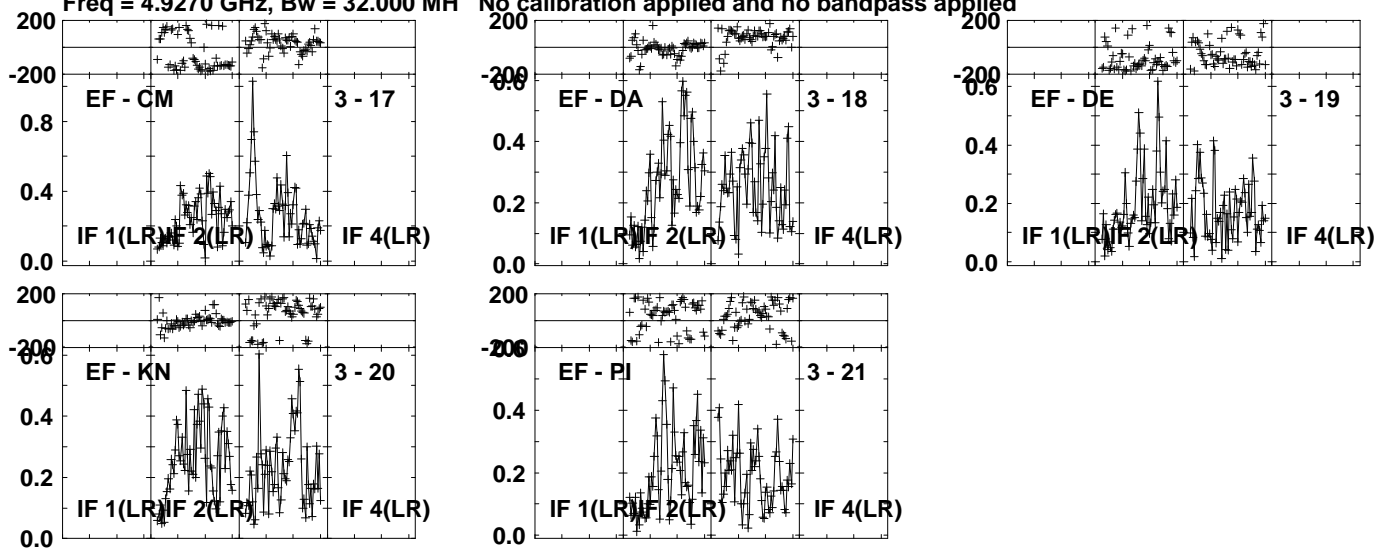 Freq = 4.9270 GHz, Bw = 32.000 MH No calibration applied and no bandpass applied
200 200 200
-200 -200 -200
EF - CM 3 - 17 EF - DA 3 - 18 EF - DE 3 - 19
0.8 0.6 0.6
0.4 0.4 0.4
0.2 0.2
IF 1(LR) IF 2(LR) IF 4(LR) IF 1(LR) IF 2(LR) IF 4(LR) IF 1(LR) IF 2(LR) IF 4(LR)
0.0 0.0 0.0
200 200
-200 -200
0.6 0.6
EF - KN 3 - 20 EF - PI 3 - 21
0.4 0.4
0.2 0.2
IF 1(LR) IF 2(LR) IF 4(LR) IF 1(LR) IF 2(LR) IF 4(LR)
0.0 0.0